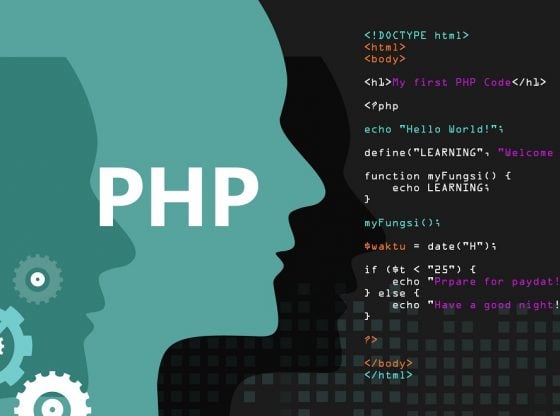 PHP
<!DOCTYPE html>
<html>
<body>
<h1>My first PHP Code</h1>
<?php
echo "Hello World!";
define("LEARNING", "Welcome
function myFungsi() {
echo LEARNING;
}
myFungsi();
$waktu = date("H");
if ($t < "25") {
echo "Prpare for paydat!
} else {
echo "Have a good night!
}
?>
</body>
</html>